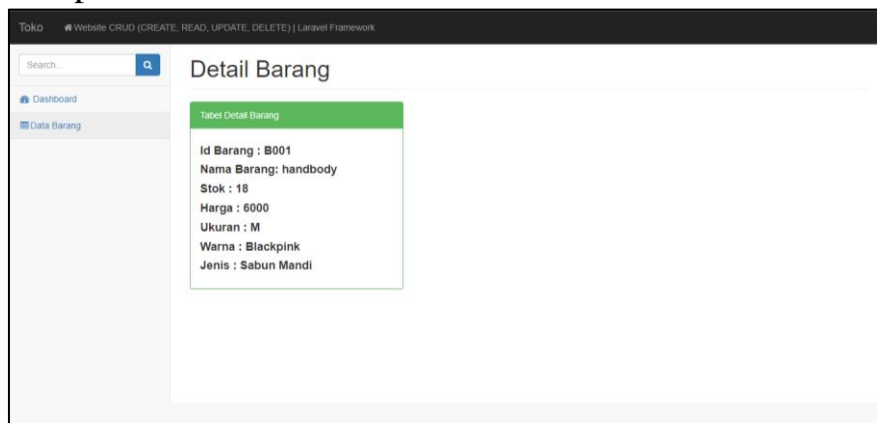 Toko Website CRUD (CREATE, READ, UPDATE, DELETE) | Laravel Framework
Search...
Dashboard
Data Barang
Detail Barang
Tabel Detail Barang
Id Barang : B001
Nama Barang: handbody
Stok : 18
Harga : 6000
Ukuran : M
Warna : Blackpink
Jenis : Sabun Mandi